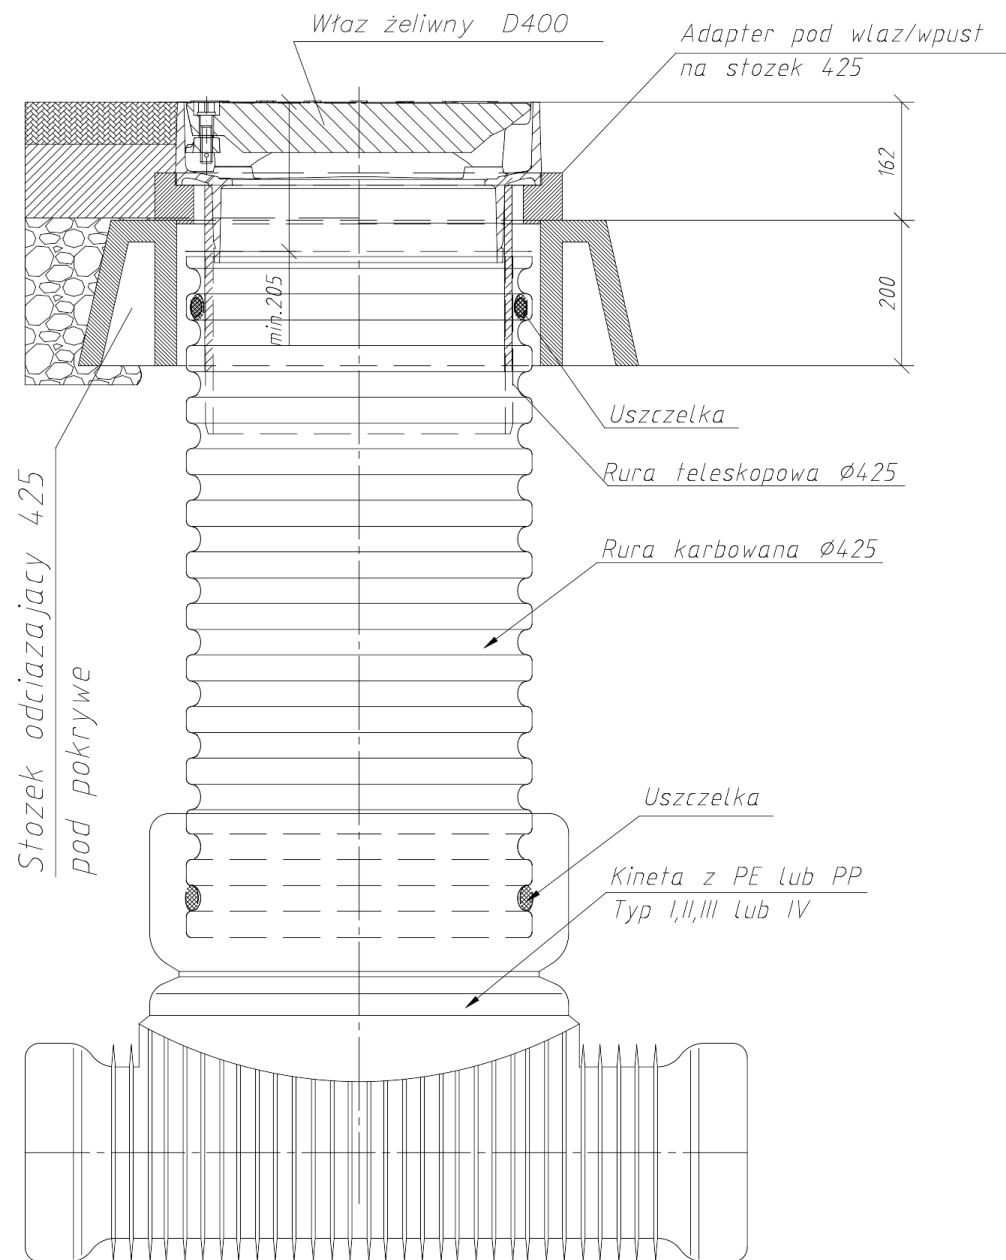 Właz żeliwny D400
Adapter pod wlaz/wpust
na stozek 425
162
200
min.205
Uszczelka
Rura teleskopowa Ø425
Rura karbowana Ø425
Stozek odciazajacy 425
pod pokrywe
Uszczelka
Kineta z PE lub PP
Typ I,II,III lub IV